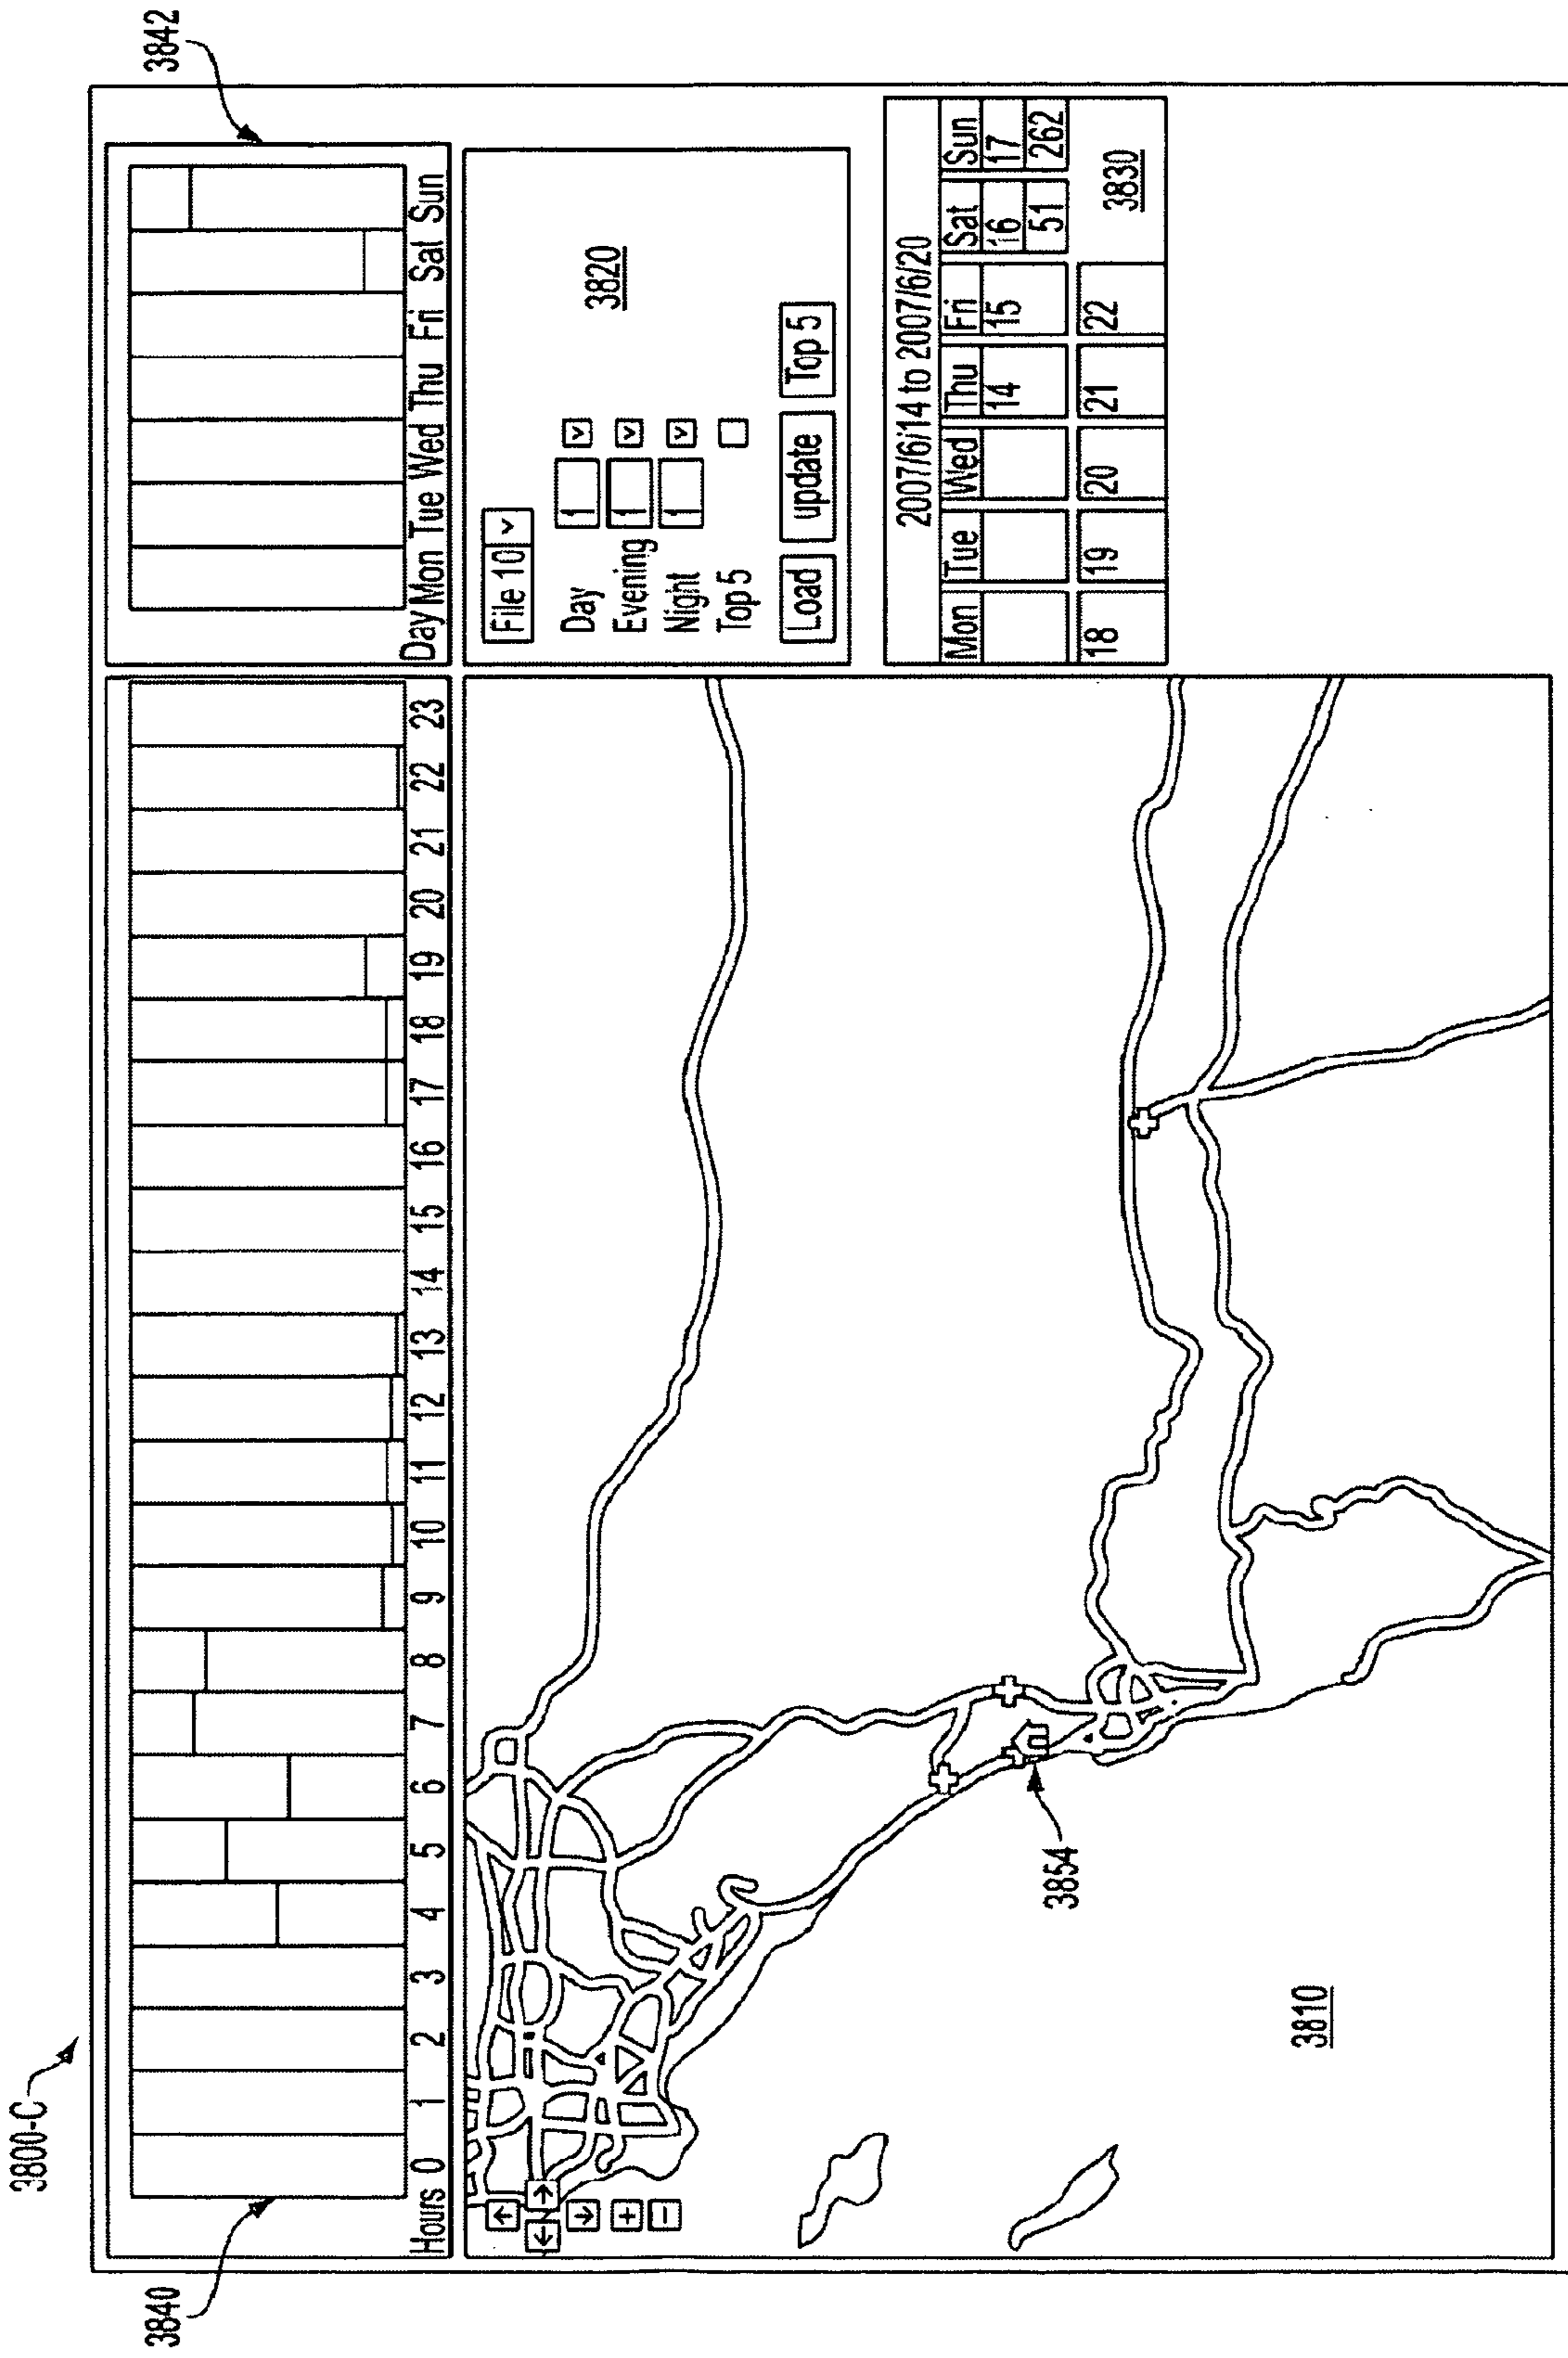 3800-C
3840
3842
Hours 0 1 2 3 4 5 6 7 8 9 10 11 12 13 14 15 16 17 18 19 20 21 22 23
Day Mon Tue Wed Thu Fri Sat Sun
File 10 v
Day 1 v
Evening 1 v
Night 1 v
Top 5
Load update Top 5
3820
2007/6/14 to 2007/6/20
Mon Tue Wed Thu Fri Sat Sun
14 15 16 17
51 262
18 19 20 21 22
3830
+
−
3854
3810